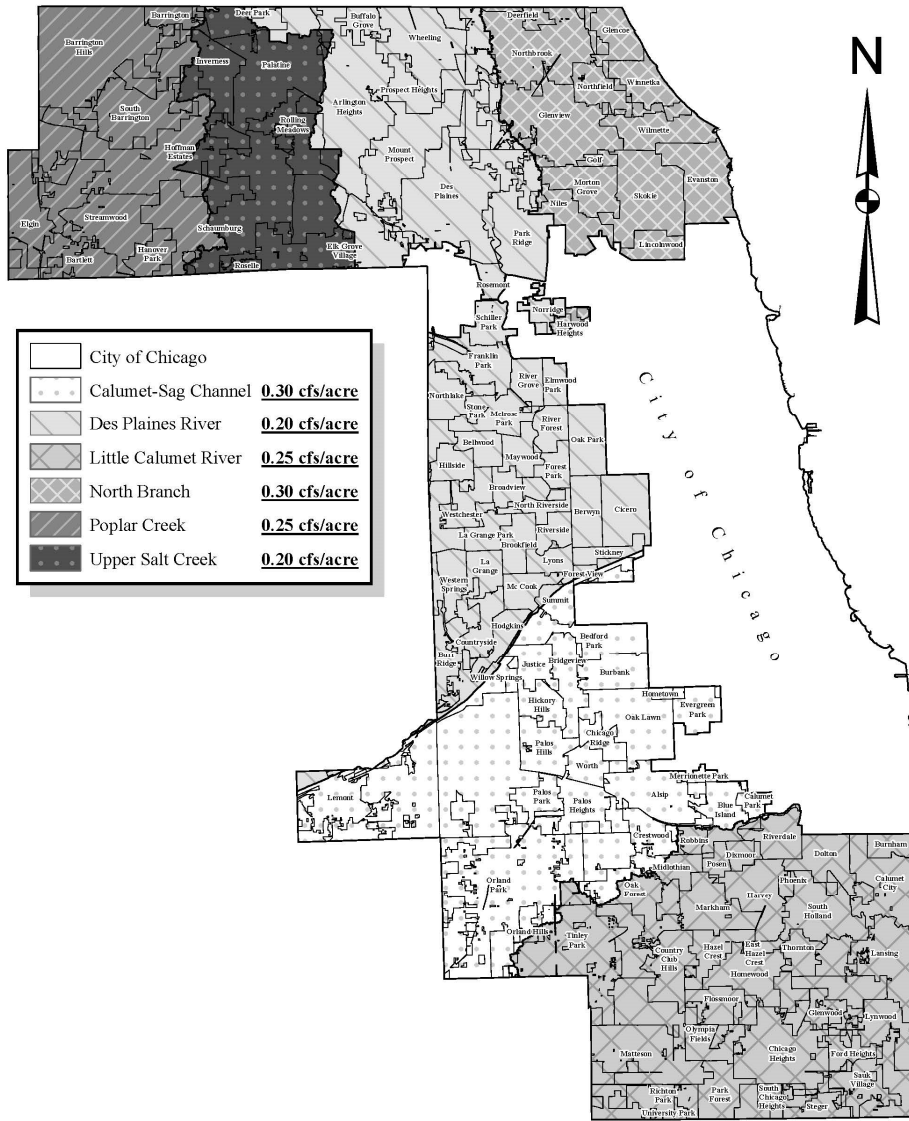 N
Barrington
Deer Park
Buffalo
Grove
Wheeling
Deerfield
Glencoe
Barrington
Hills
Inverness
Palatine
Northbrook
Northfield
Winnetka
Prospect Heights
Arlington
Heights
South
Barrington
Rolling
Meadows
Glenview
Wilmette
Hoffman
Estates
Mount
Prospect
Golf
Des
Plaines
Morton
Grove
Skokie
Evanston
Niles
Elgin
Streamwood
Schaumburg
Park
Ridge
Lincolnwood
Bartlett
Hanover
Park
Roselle
Elk Grove
Village
Rosemont
Norridge
Harwood
Heights
Schiller
Park
Franklin
Park
River
Grove
Elmwood
Park
Northlake
Stone
Park
Melrose
Park
River
Forest
Oak Park
Bellwood
Maywood
Hillside
Forest
Park
Broadview
North Riverside
Berwyn
Cicero
Westchester
La Grange Park
Riverside
Brookfield
Stickney
La
Grange
Lyons
Western
Springs
Mc Cook
Forest View
Summit
Hodgkins
Countryside
Burr
Ridge
Willow Springs
Justice
Bridgeview
Bedford
Park
Burbank
Hometown
Evergreen
Park
Hickory
Hills
Oak Lawn
Palos
Hills
Chicago
Ridge
Worth
Merrionette Park
Lemont
Palos
Park
Palos
Heights
Alsip
Blue
Island
Calumet
Park
Crestwood
Robbins
Riverdale
Midlothian
Posen
Dixmoor
Dolton
Burnham
Orland
Park
Oak
Forest
Phoenix
Calumet
City
Harvey
Markham
South
Holland
Orland Hills
Tinley
Park
Country
Club
Hills
Hazel
Crest
East
Hazel
Crest
Thornton
Lansing
Homewood
Flossmoor
Glenwood
Lynwood
Olympia
Fields
Matteson
Chicago
Heights
Ford Heights
Sauk
Village
Richton
Park
Park
Forest
South
Chicago
Heights
Steger
University Park
City of Chicago
City of Chicago
Calumet-Sag Channel 0.30 cfs/acre
Des Plaines River 0.20 cfs/acre
Little Calumet River 0.25 cfs/acre
North Branch 0.30 cfs/acre
Poplar Creek 0.25 cfs/acre
Upper Salt Creek 0.20 cfs/acre